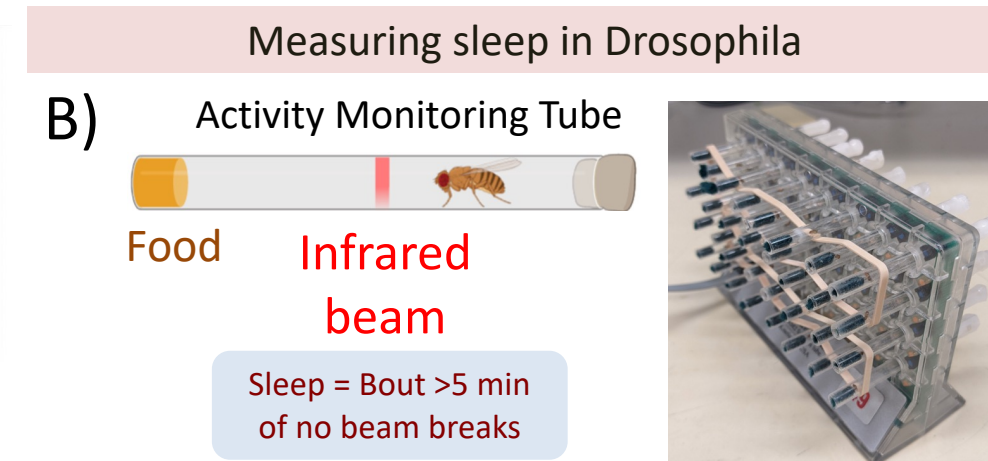 Measuring sleep in Drosophila
B)
Activity Monitoring Tube
Food
Infrared
beam
Sleep = Bout >5 min
of no beam breaks